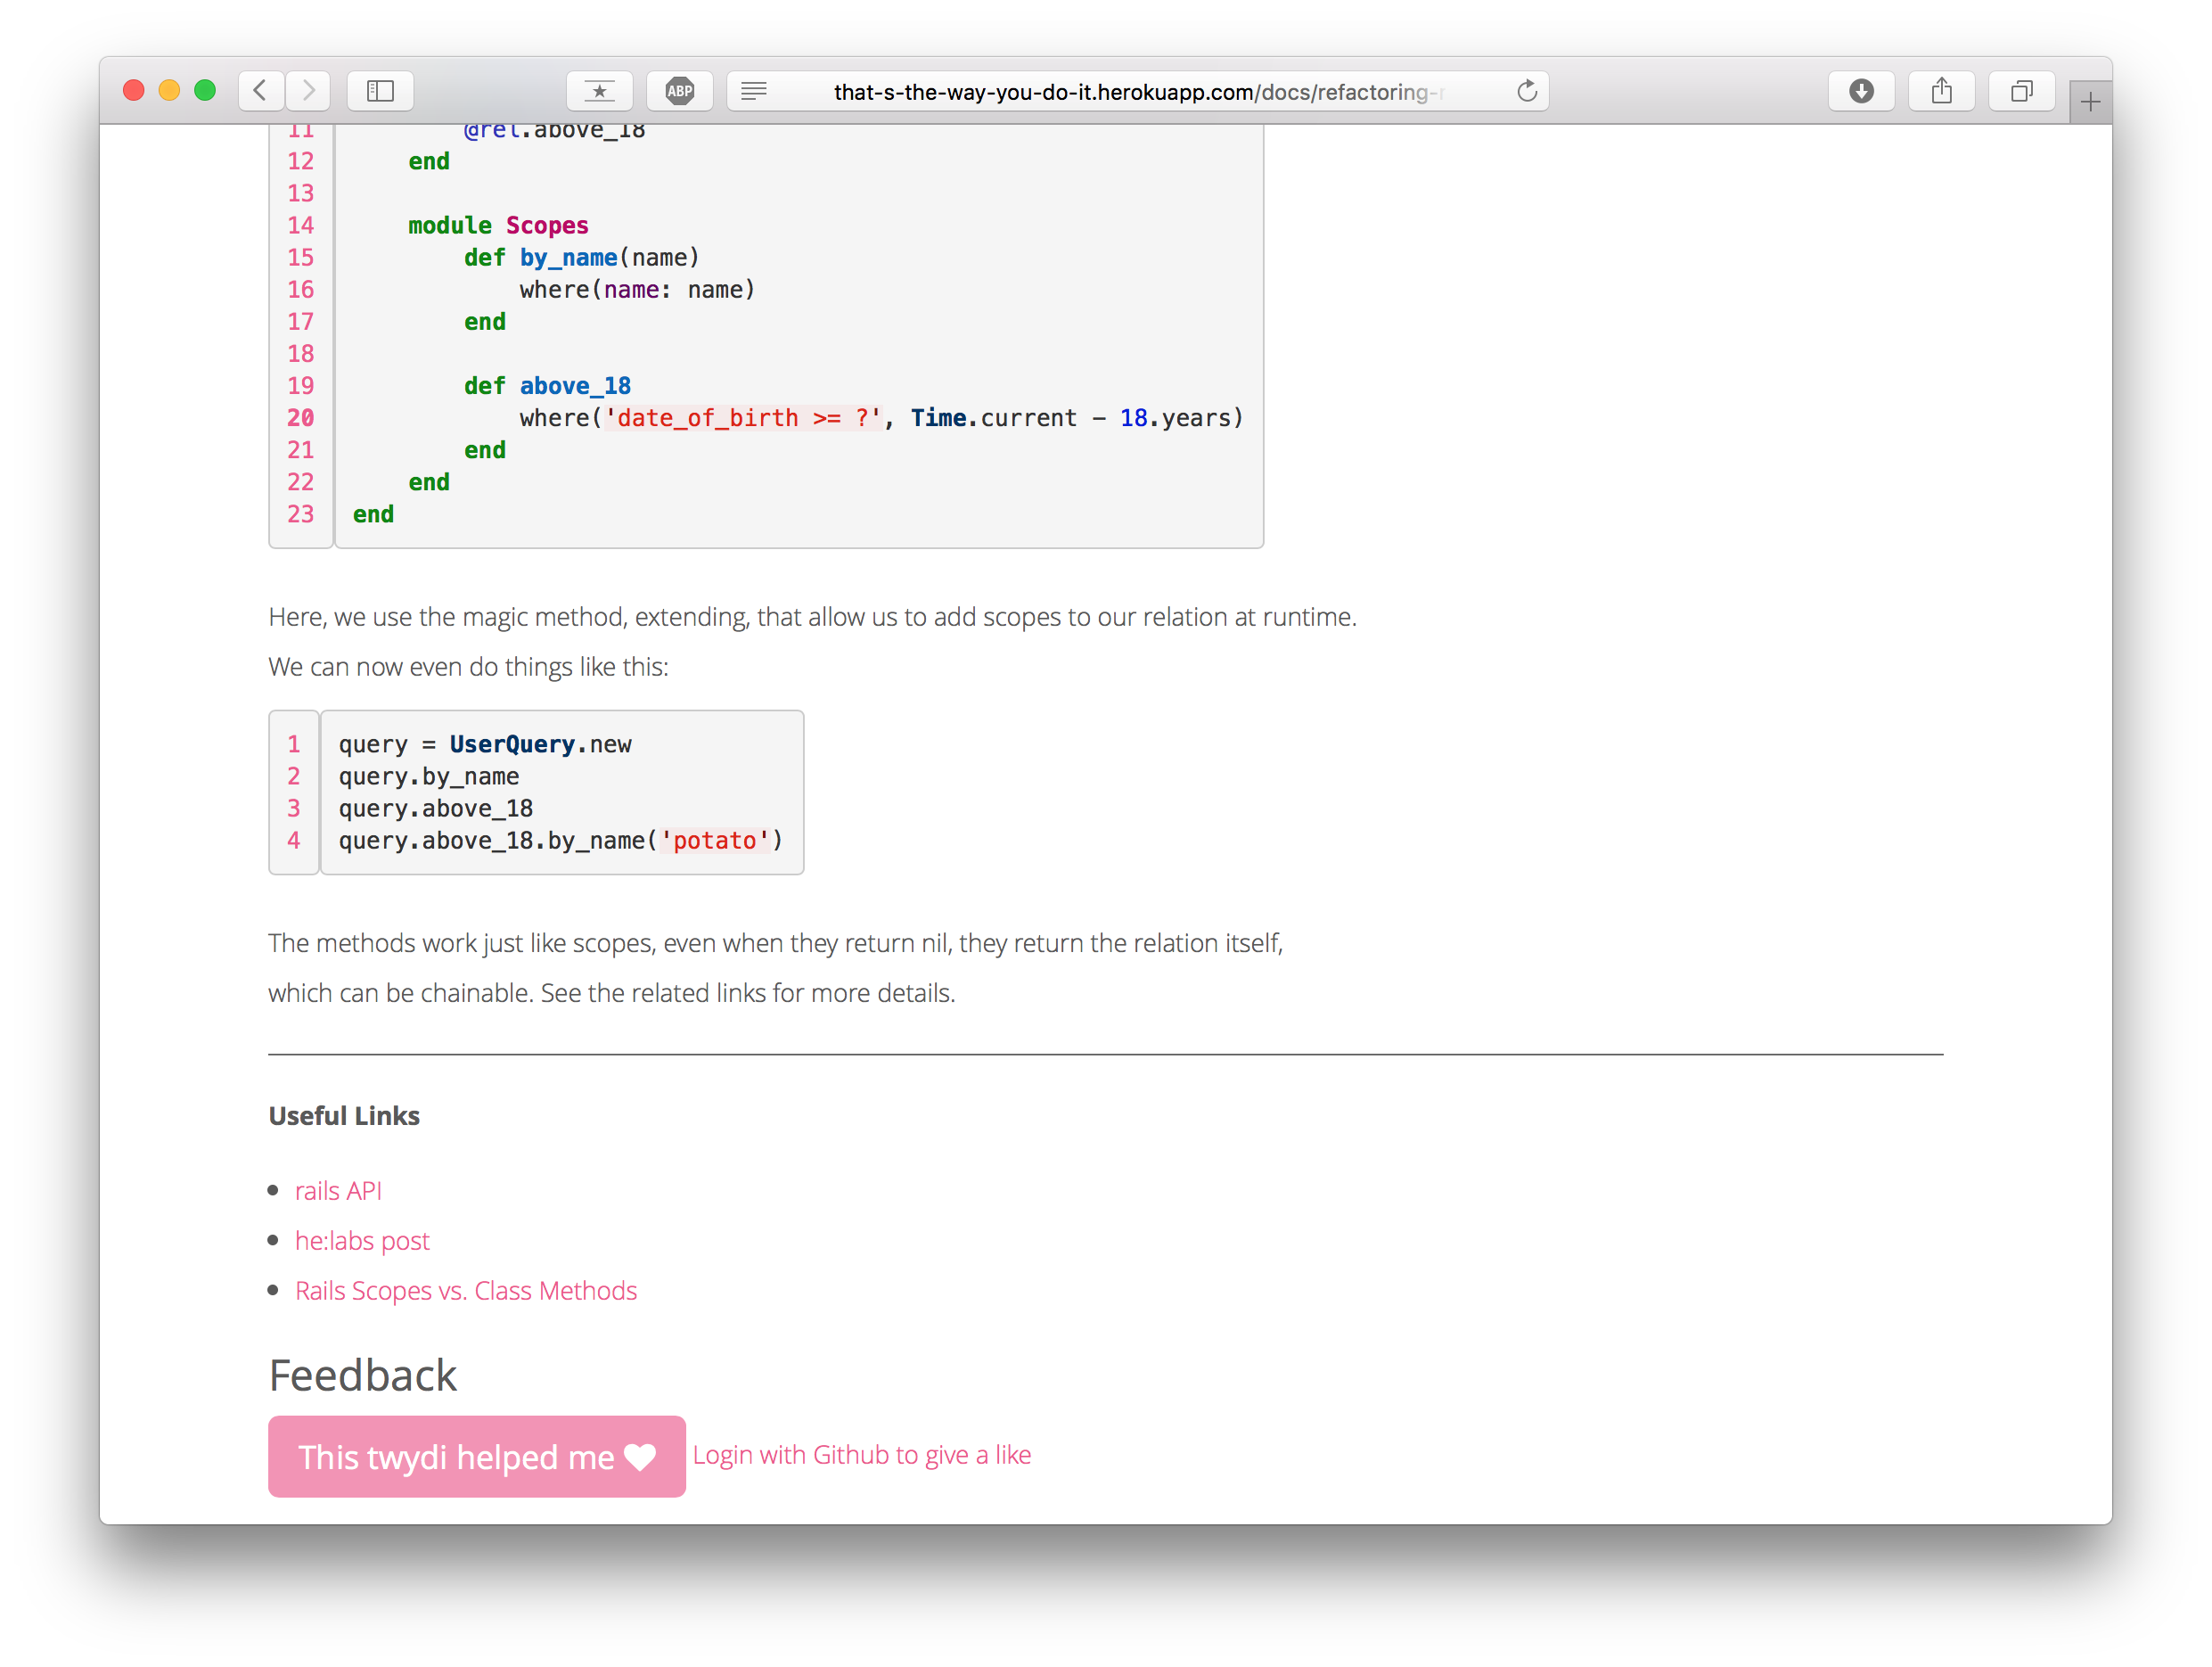 ABP
that-s-the-way-you-do-it.herokuapp.com/docs/refactoring-
11 @rel.above_18
12 end
13
14 module Scopes
15 def by_name(name)
16 where(name: name)
17 end
18
19 def above_18
20 where('date_of_birth >= ?', Time.current - 18.years)
21 end
22 end
23 end
Here, we use the magic method, extending, that allow us to add scopes to our relation at runtime.
We can now even do things like this:
1 query = UserQuery.new
2 query.by_name
3 query.above_18
4 query.above_18.by_name('potato')
The methods work just like scopes, even when they return nil, they return the relation itself,
which can be chainable. See the related links for more details.
Useful Links
rails API
he:labs post
Rails Scopes vs. Class Methods
Feedback
This twydi helped me
Login with Github to give a like